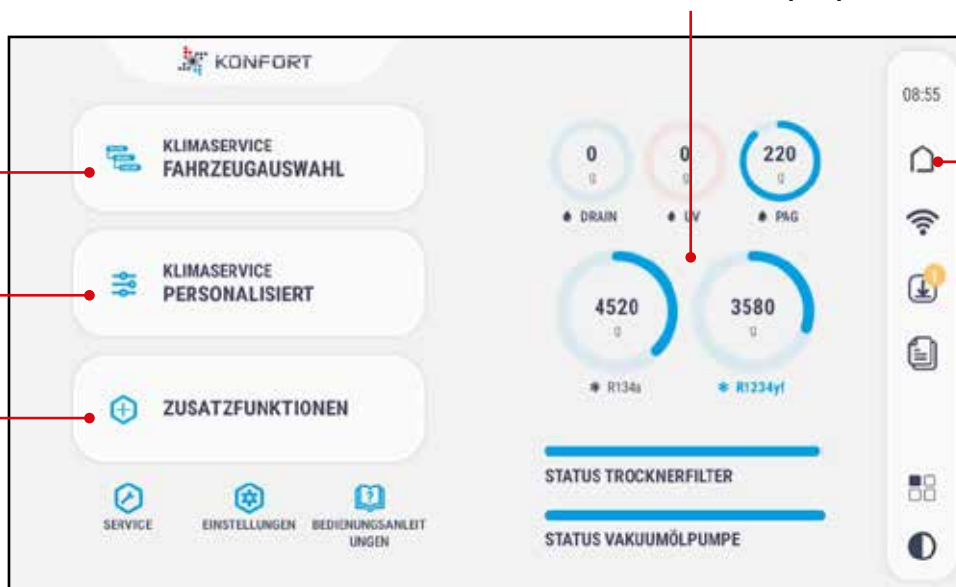 KONFORT
08:55
KLIMASERVICE
FAHRZEUGAUSWAHL
KLIMASERVICE
PERSONALISIERT
ZUSATZFUNKTIONEN
SERVICE
EINSTELLUNGEN
BEDIENUNGSANLEIT
UNGEN
0
g
DRAIN
0
g
UV
220
g
PAG
4520
g
R134a
3580
g
R1234yf
STATUS TROCKNERFILTER
STATUS VAKUUMÖLPUMPE